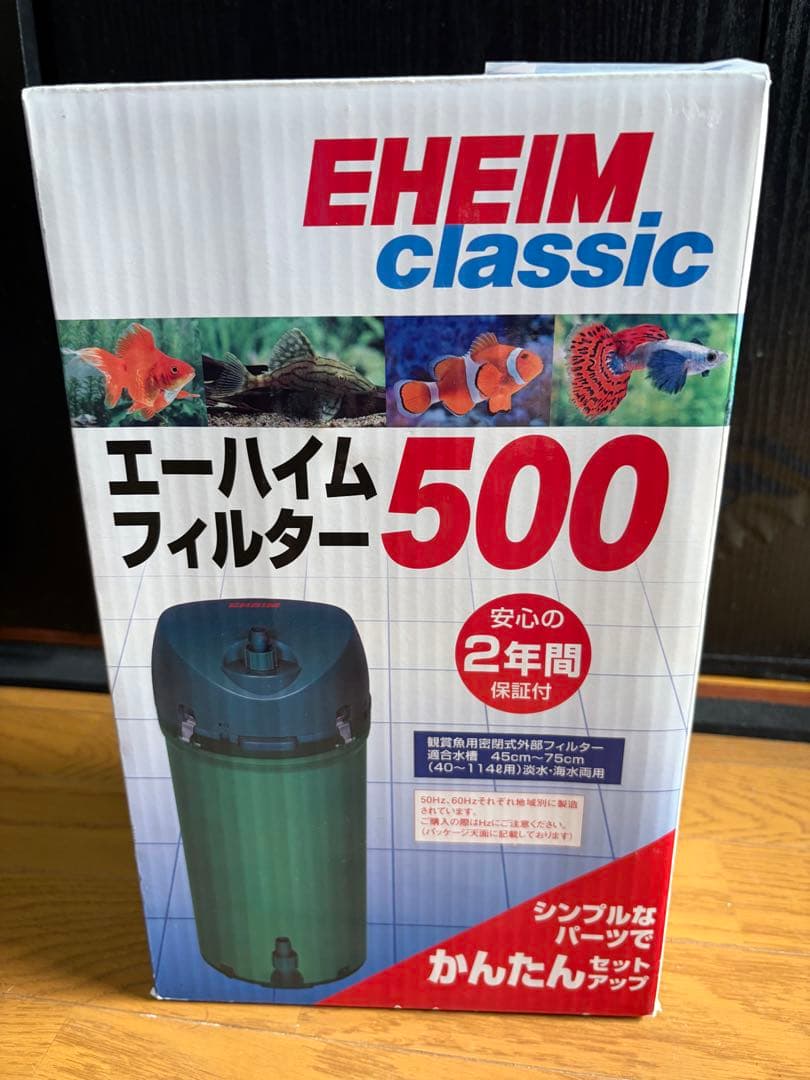 EHEIM
classic
エーハイム
フィルター500
EHEIM
安心の
2年間
保証付
観賞魚用密閉式外部フィルター
適合水槽 45cm～75cm
(40～114ℓ用)淡水・海水両用
50Hz、60Hzそれぞれ地域別に製造
されています。
ご購入の際はHzにご注意ください。
(パッケージ天面に記載しております)
シンプルな
パーツで
かんたんセット
アップ